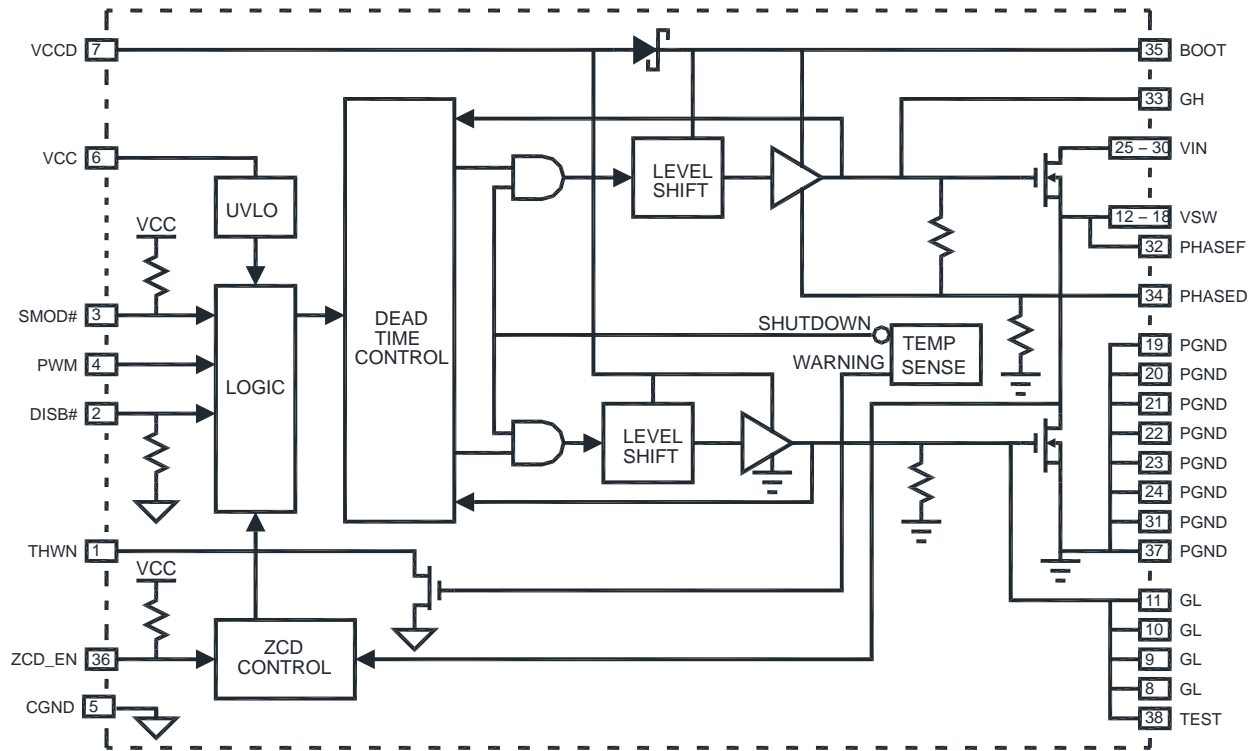 VCCD 7
35 BOOT
33 GH
VCC 6
25 – 30 VIN
LEVEL
SHIFT
UVLO
VCC
12 – 18 VSW
32 PHASEF
34 PHASED
SMOD# 3
DEAD
TIME
CONTROL
SHUTDOWN
TEMP
SENSE
WARNING
19 PGND
PWM 4
LOGIC
20 PGND
DISB# 2
21 PGND
LEVEL
SHIFT
22 PGND
23 PGND
24 PGND
31 PGND
THWN 1
37 PGND
VCC
11 GL
10 GL
ZCD_EN 36
ZCD
CONTROL
9 GL
8 GL
CGND 5
38 TEST